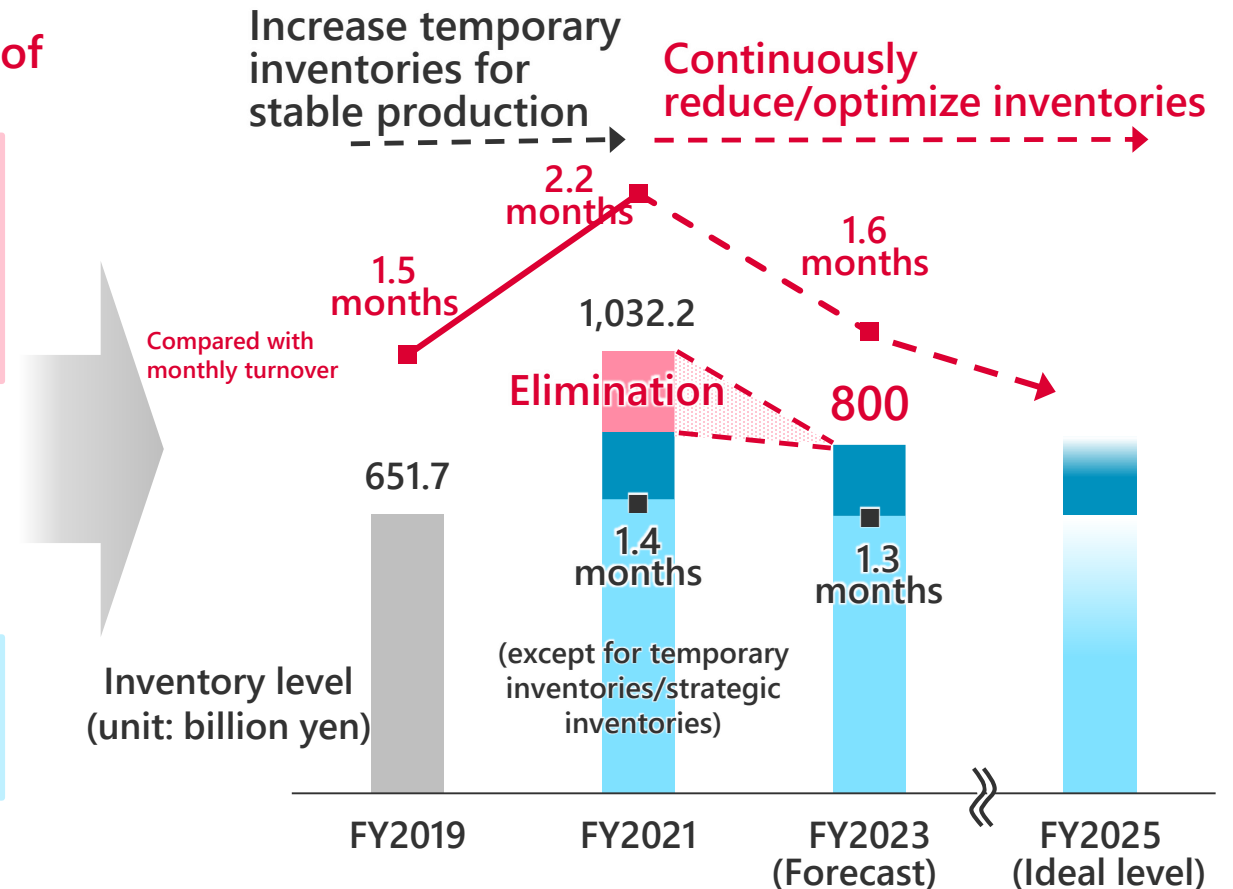 of
Increase temporary
inventories for
stable production
Continuously
reduce/optimize inventories
2.2
months
1.6
months
1.5
months
1,032.2
Compared with
monthly turnover
Elimination
800
651.7
1.4
months
1.3
months
(except for temporary
inventories/strategic
inventories)
Inventory level
(unit: billion yen)
FY2019
FY2021
FY2023
(Forecast)
FY2025
(Ideal level)